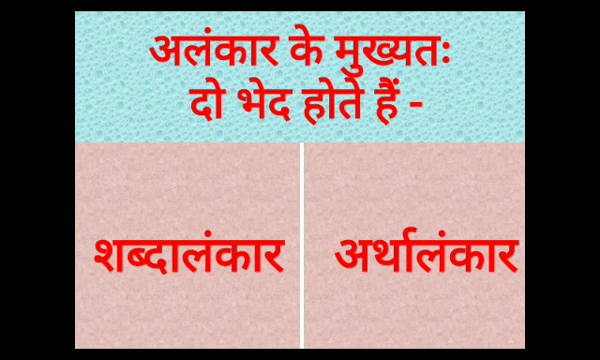 अलंकार के मुख्यतः
दो भेद होते हैं -
शब्दालंकार
अर्थालंकार